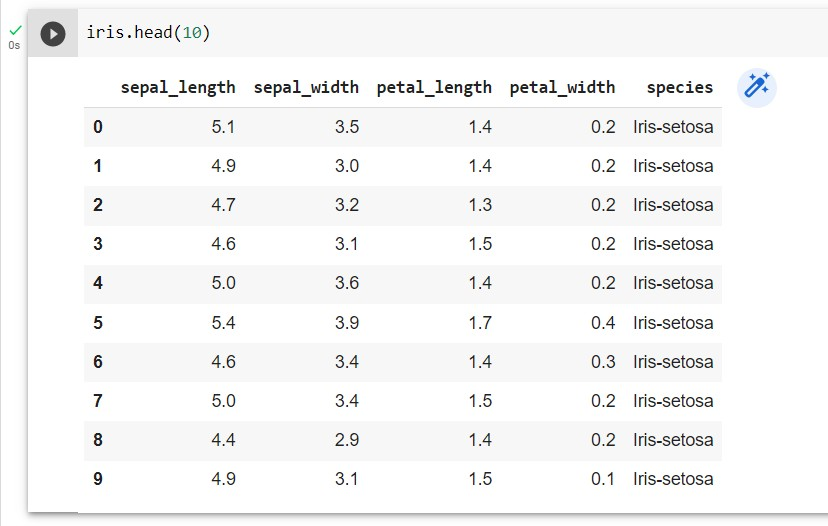 iris.head(10)
0s
sepal_length sepal_width petal_length petal_width species
0 5.1 3.5 1.4 0.2 Iris-setosa
1 4.9 3.0 1.4 0.2 Iris-setosa
2 4.7 3.2 1.3 0.2 Iris-setosa
3 4.6 3.1 1.5 0.2 Iris-setosa
4 5.0 3.6 1.4 0.2 Iris-setosa
5 5.4 3.9 1.7 0.4 Iris-setosa
6 4.6 3.4 1.4 0.3 Iris-setosa
7 5.0 3.4 1.5 0.2 Iris-setosa
8 4.4 2.9 1.4 0.2 Iris-setosa
9 4.9 3.1 1.5 0.1 Iris-setosa